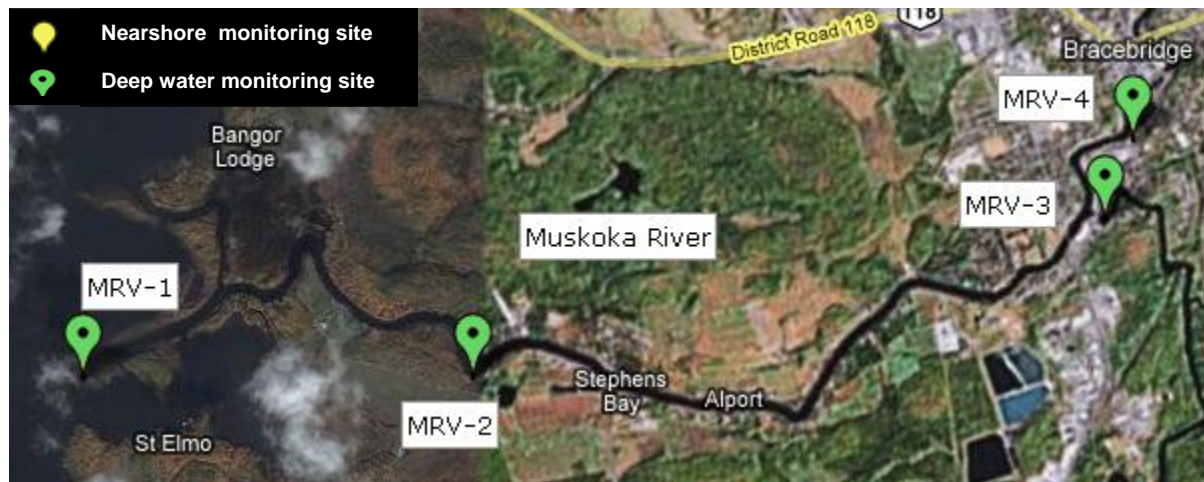 Nearshore monitoring site
Deep water monitoring site
118
District Road 118
Bracebridge
MRV-4
Bangor
Lodge
MRV-3
Muskoka River
MRV-1
Stephens
Bay
Alport
MRV-2
St Elmo